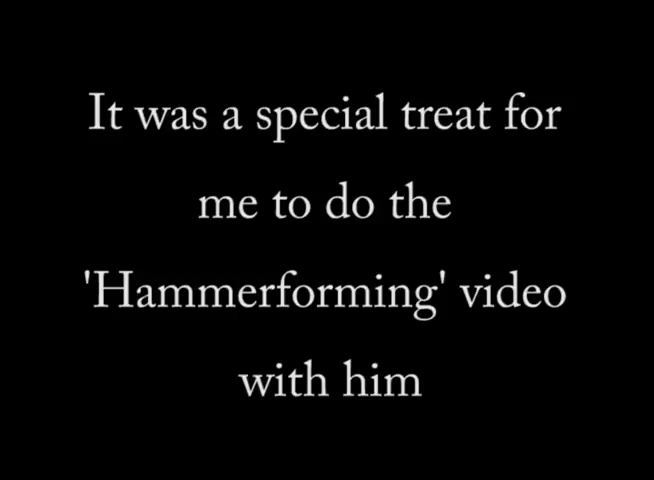 It was a special treat for
me to do the
'Hammerforming' video
with him